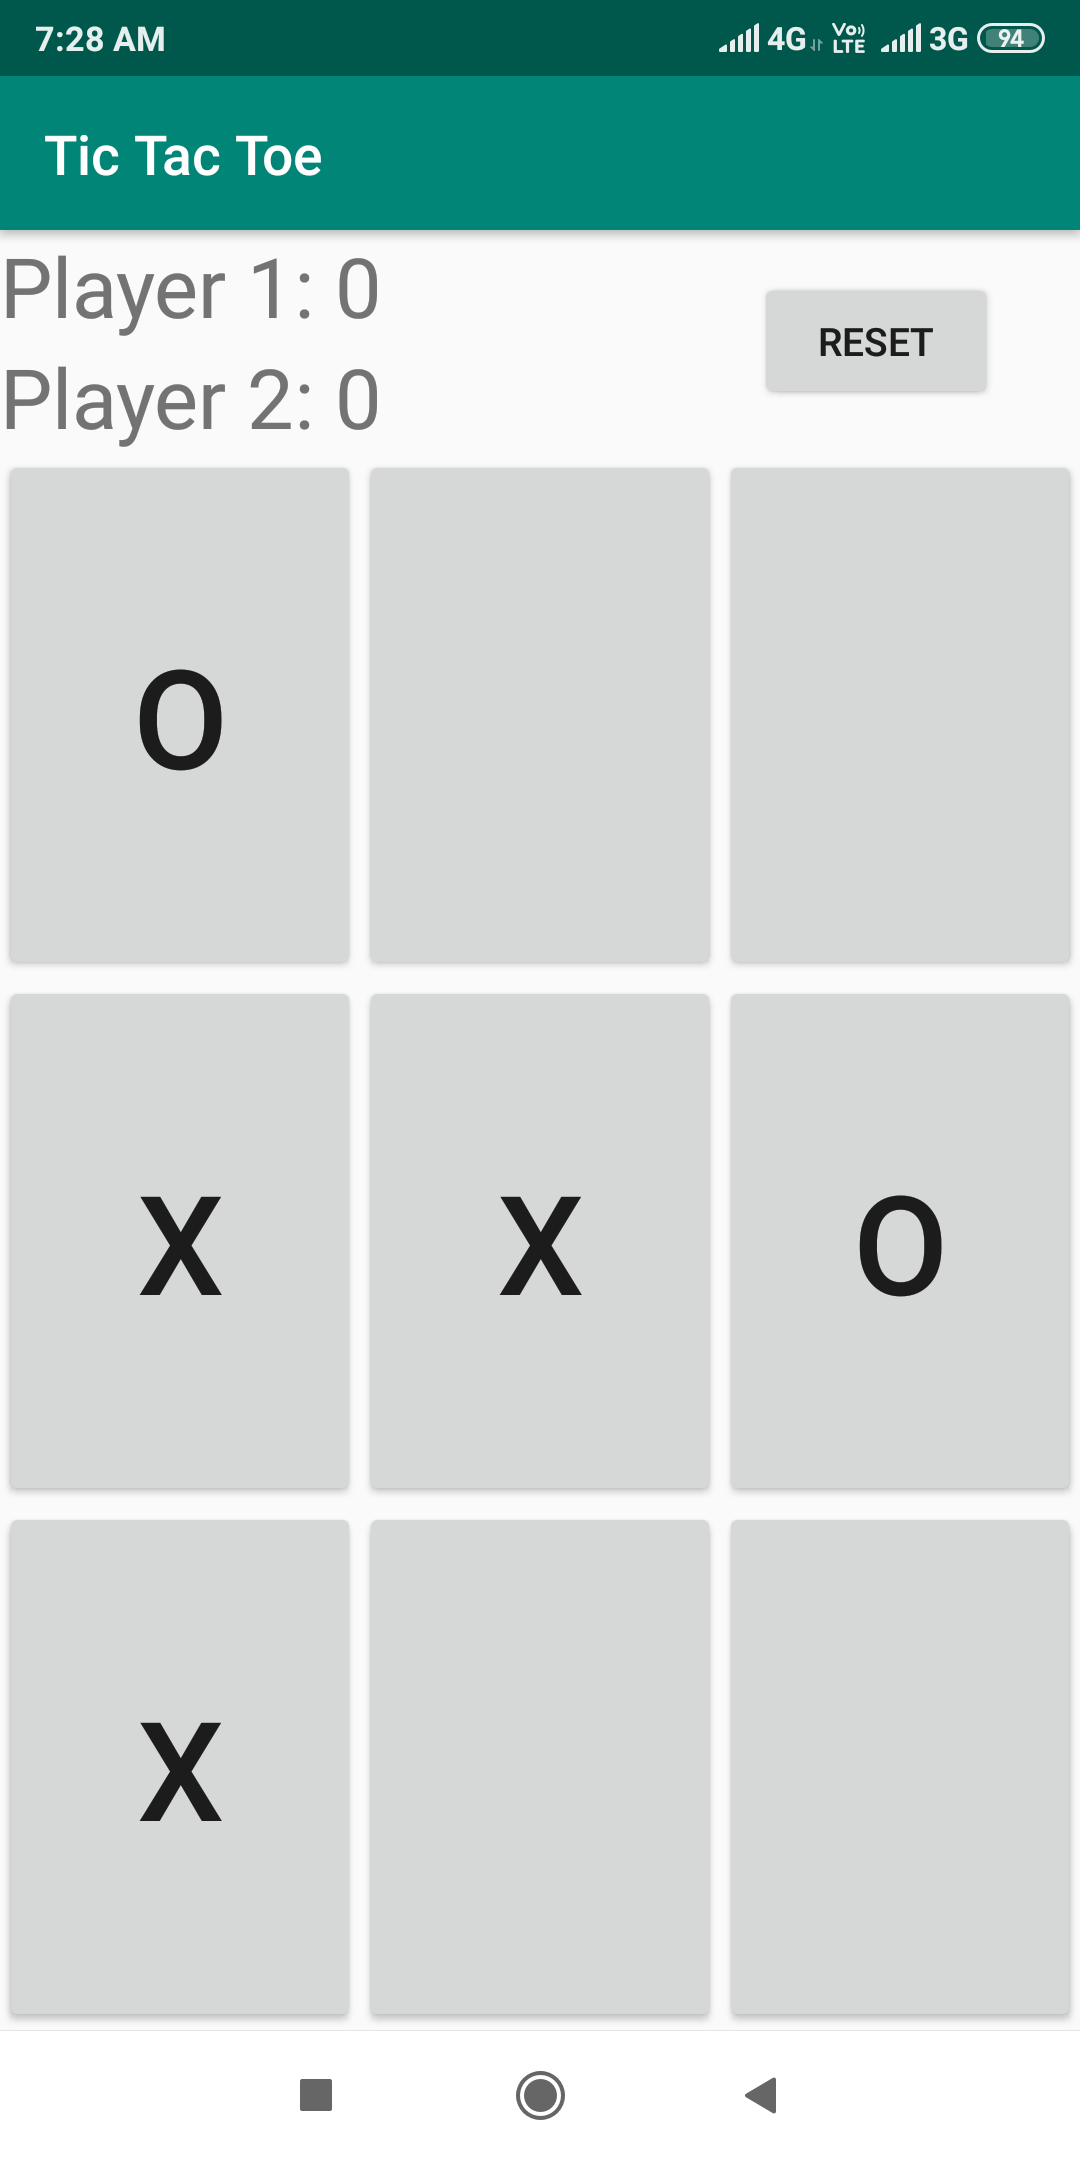 7:28 AM 4G Vo LTE 3G 94
Tic Tac Toe
Player 1: 0
RESET
Player 2: 0
O
X X O
X